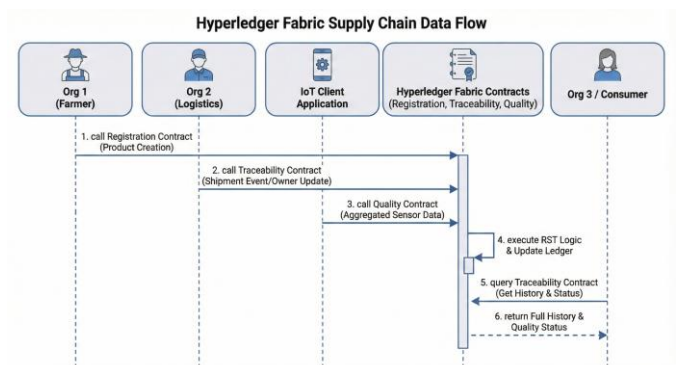 Hyperledger Fabric Supply Chain Data Flow
Org 1
(Farmer)
Org 2
(Logistics)
IoT Client
Application
Hyperledger Fabric Contracts
(Registration, Traceability, Quality)
Org 3 / Consumer
1. call Registration Contract
(Product Creation)
2. call Traceability Contract
(Shipment Event/Owner Update)
3. call Quality Contract
(Aggregated Sensor Data)
4. execute RST Logic
& Update Ledger
5. query Traceability Contract
(Get History & Status)
6. return Full History &
Quality Status